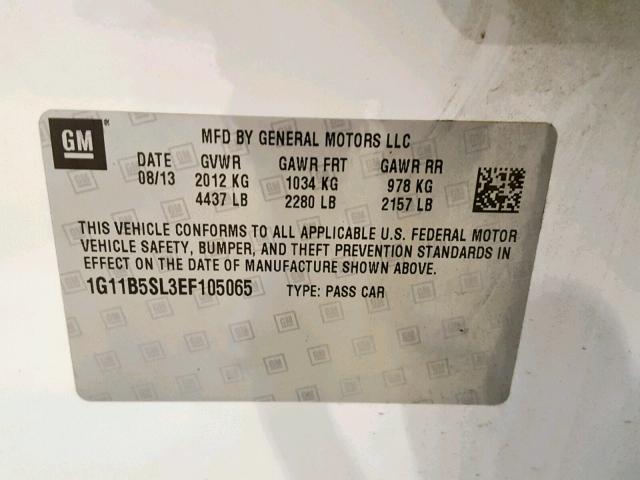 GM
MFD BY GENERAL MOTORS LLC
DATE GVWR GAWR FRT GAWR RR
08/13 2012 KG 1034 KG 978 KG
4437 LB 2280 LB 2157 LB
THIS VEHICLE CONFORMS TO ALL APPLICABLE U.S. FEDERAL MOTOR
VEHICLE SAFETY, BUMPER, AND THEFT PREVENTION STANDARDS IN
EFFECT ON THE DATE OF MANUFACTURE SHOWN ABOVE.
1G11B5SL3EF105065 TYPE: PASS CAR